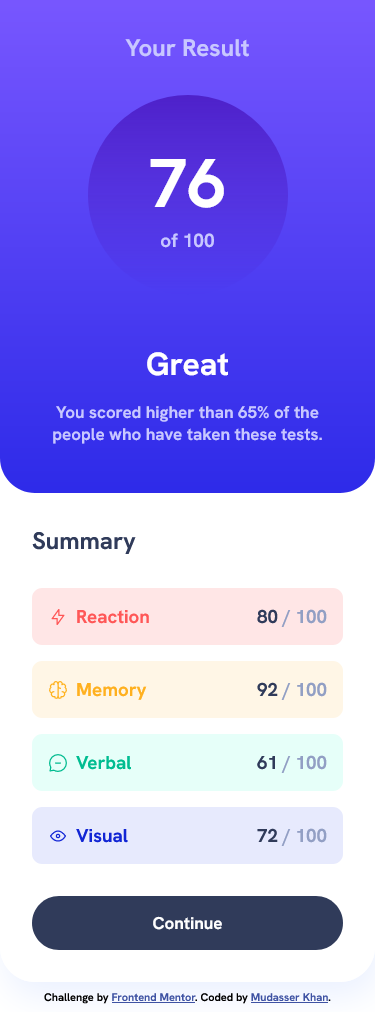 Your Result
76
of 100
Great
You scored higher than 65% of the
people who have taken these tests.
Summary
Reaction 80 / 100
Memory 92 / 100
Verbal 61 / 100
Visual 72 / 100
Continue
Challenge by Frontend Mentor. Coded by Mudasser Khan.